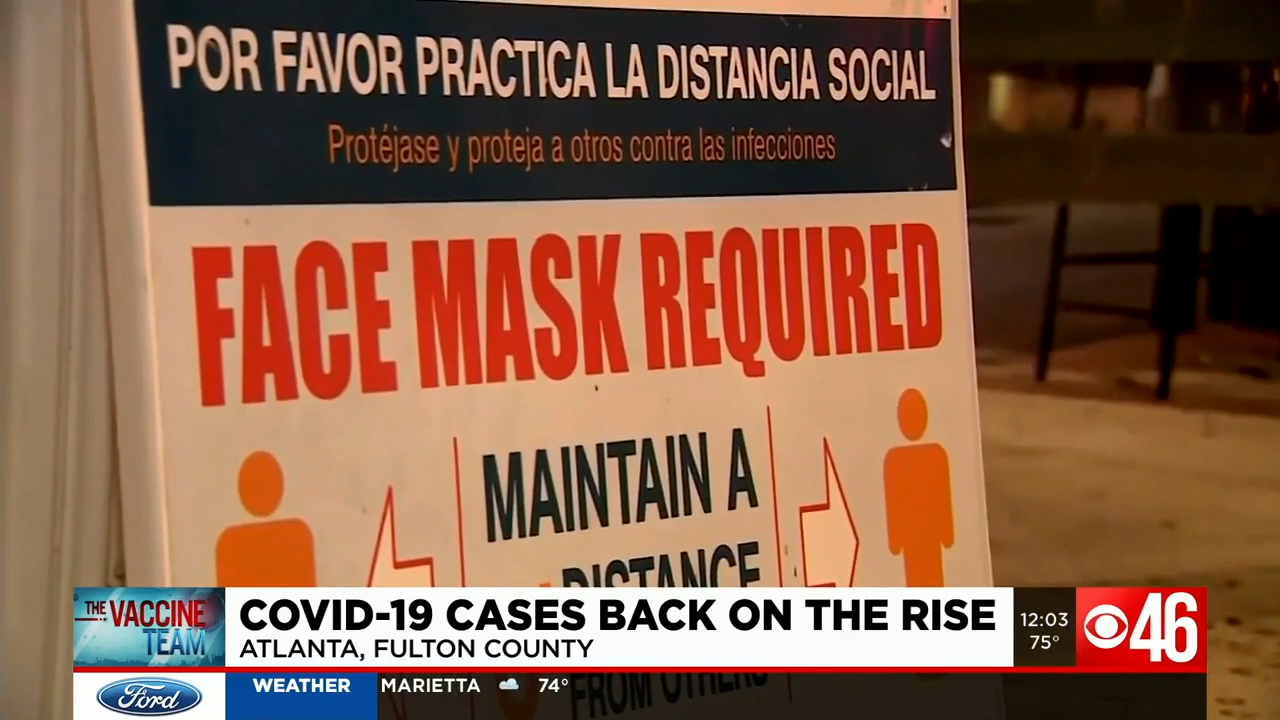 POR FAVOR PRACTICA LA DISTANCIA SOCIAL
Protéjase y proteja a otros contra las infecciones
FACE MASK REQUIRED
MAINTAIN A
DISTANCE
FROM OTHERS
THE VACCINE
TEAM
COVID-19 CASES BACK ON THE RISE
ATLANTA, FULTON COUNTY
12:03
75°
46
Ford
WEATHER
MARIETTA 74°